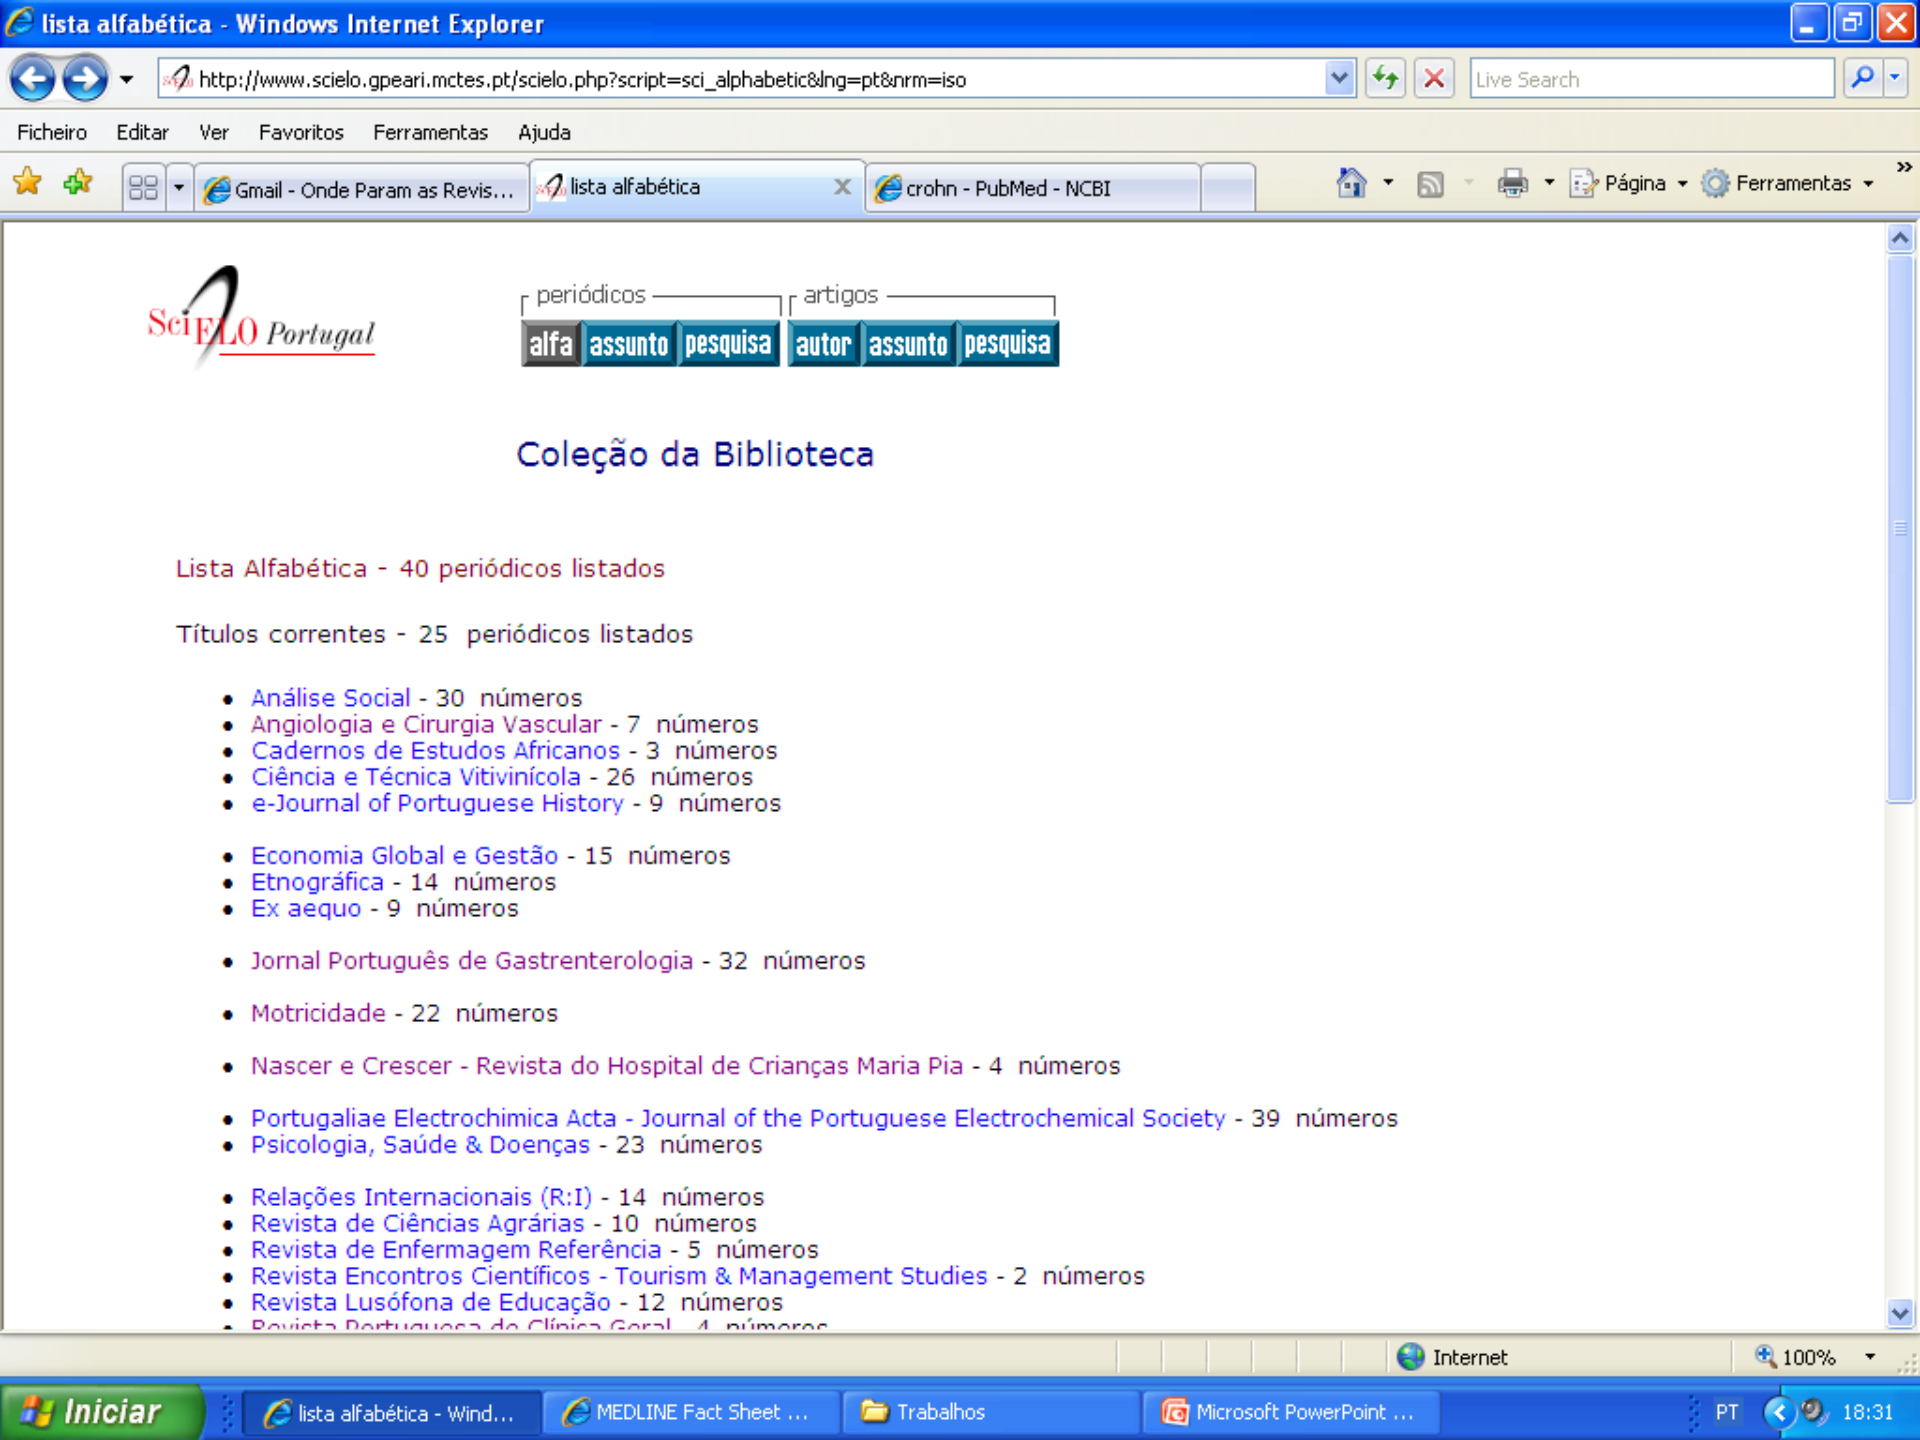 lista alfabética - Windows Internet Explorer
http://www.scielo.gpeari.mctes.pt/scielo.php?script=sci_alphabetic&lng=pt&nrm=iso
Live Search
Ficheiro Editar Ver Favoritos Ferramentas Ajuda
Gmail - Onde Param as Revis... lista alfabética crohn - PubMed - NCBI Página Ferramentas
SciELO Portugal
periódicos artigos
alfa assunto pesquisa autor assunto pesquisa
Coleção da Biblioteca
Lista Alfabética - 40 periódicos listados
Títulos correntes - 25 periódicos listados
Análise Social - 30 números
Angiologia e Cirurgia Vascular - 7 números
Cadernos de Estudos Africanos - 3 números
Ciência e Técnica Vitivinícola - 26 números
e-Journal of Portuguese History - 9 números
Economia Global e Gestão - 15 números
Etnográfica - 14 números
Ex aequo - 9 números
Jornal Português de Gastrenterologia - 32 números
Motricidade - 22 números
Nascer e Crescer - Revista do Hospital de Crianças Maria Pia - 4 números
Portugaliae Electrochimica Acta - Journal of the Portuguese Electrochemical Society - 39 números
Psicologia, Saúde & Doenças - 23 números
Relações Internacionais (R:I) - 14 números
Revista de Ciências Agrárias - 10 números
Revista de Enfermagem Referência - 5 números
Revista Encontros Científicos - Tourism & Management Studies - 2 números
Revista Lusófona de Educação - 12 números
Revista Portuguesa de Clínica Geral - 4 números
Internet 100%
Iniciar lista alfabética - Wind... MEDLINE Fact Sheet ... Trabalhos Microsoft PowerPoint ... PT 18:31